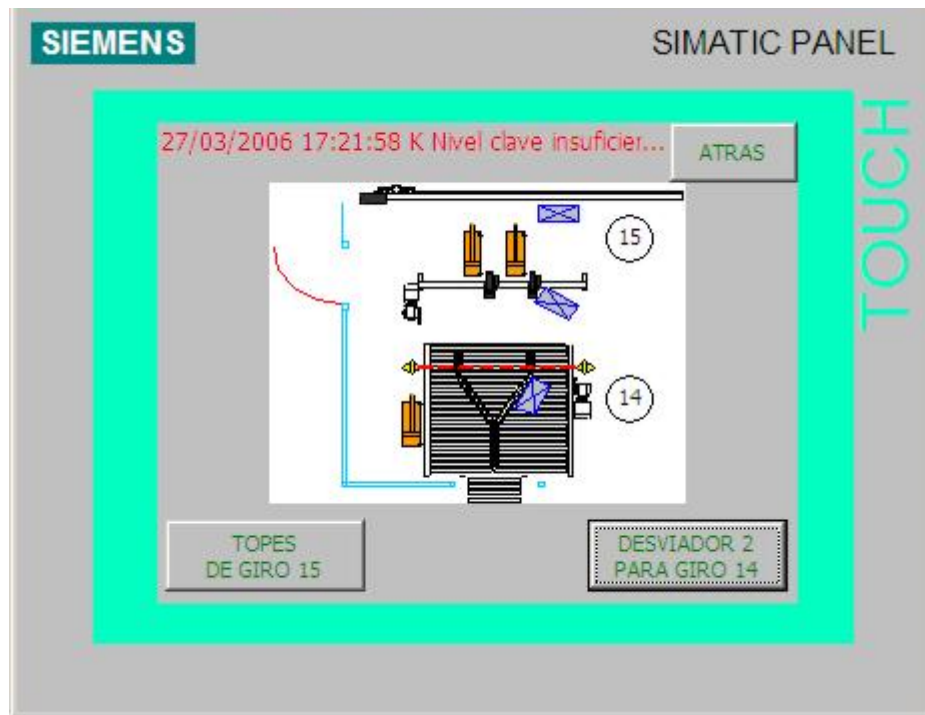 SIEMENS
SIMATIC PANEL
TOUCH
27/03/2006 17:21:58 K Nivel clave insuficier...
ATRAS
15
14
TOPES
DE GIRO 15
DESVIADOR 2
PARA GIRO 14